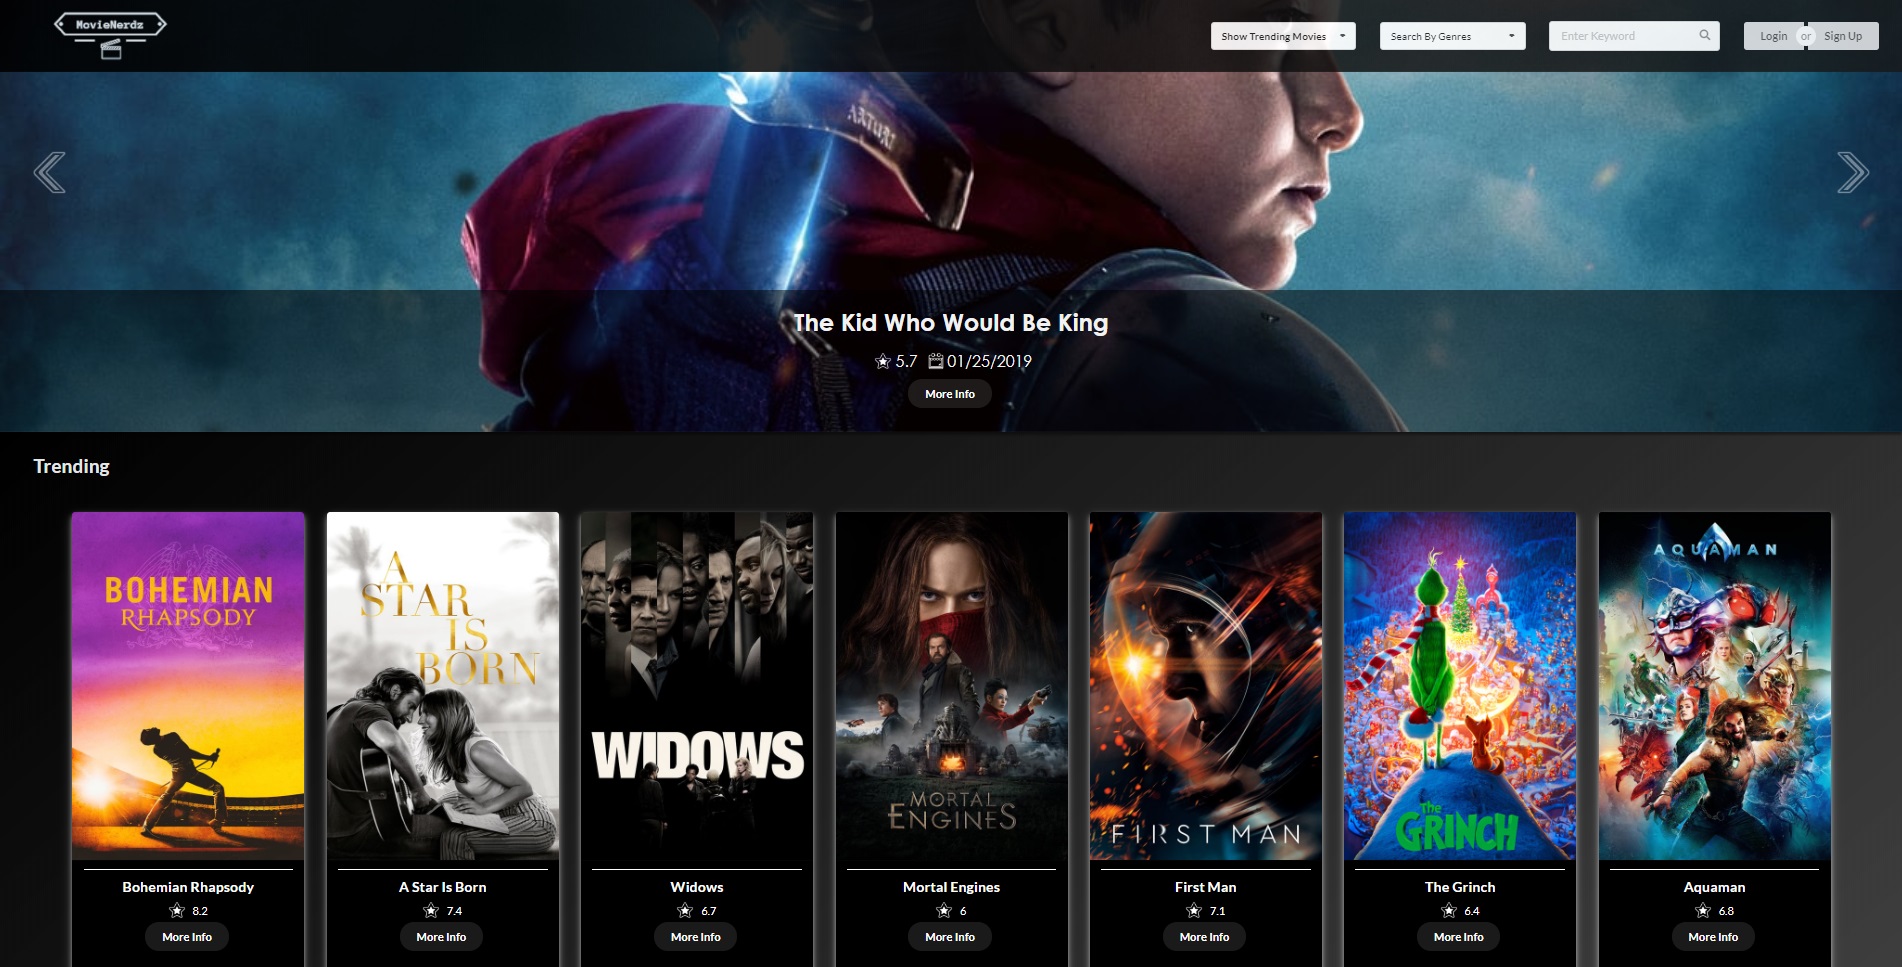 MovieNerdz
Show Trending Movies
Search By Genres
Enter Keyword
Login or Sign Up
ARTURI
The Kid Who Would Be King
5.7 01/25/2019
More Info
Trending
BOHEMIAN
RHAPSODY
Bohemian Rhapsody
8.2
More Info
A
STAR
IS
BORN
A Star Is Born
7.4
More Info
WIDOWS
Widows
6.7
More Info
MORTAL
ENGINES
Mortal Engines
6
More Info
FIRST MAN
First Man
7.1
More Info
The
GRINCH
The Grinch
6.4
More Info
AQUAMAN
Aquaman
6.8
More Info